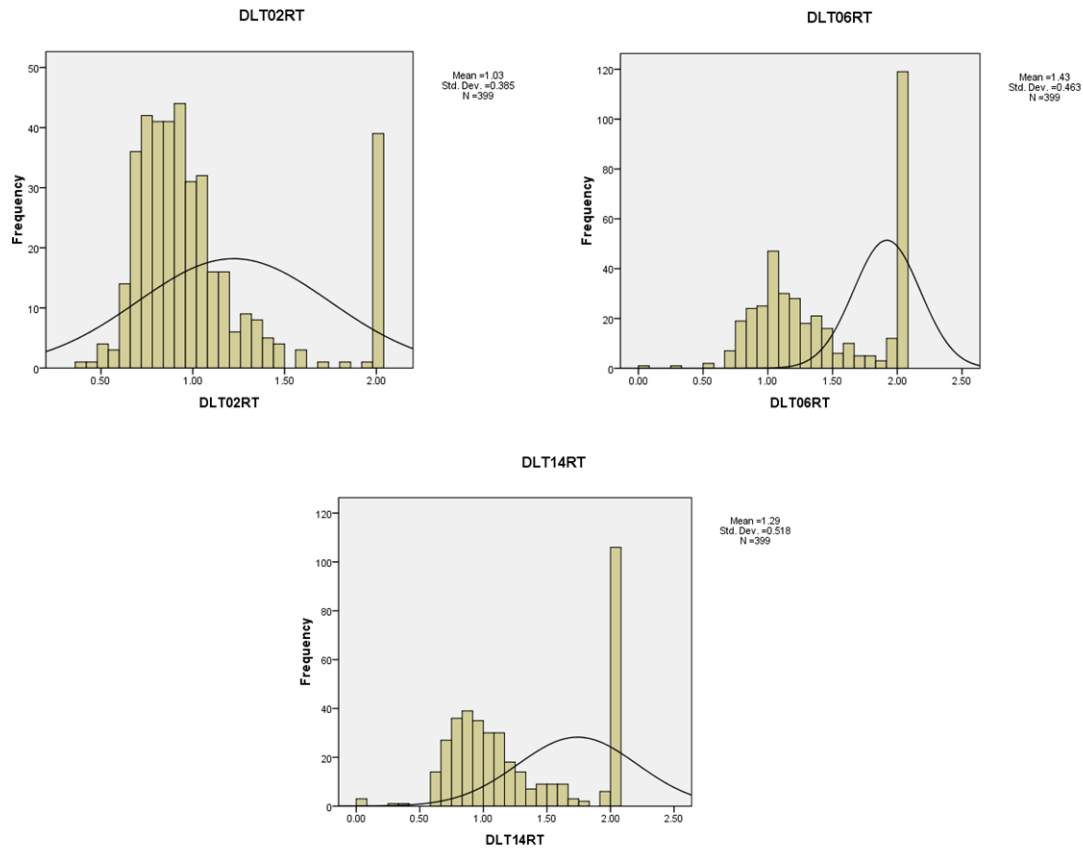 DLT02RT
Mean =1.03
Std. Dev. =0.385
N =399
Frequency
50
40
30
20
10
0
0.50 1.00 1.50 2.00
DLT02RT
DLT06RT
Mean =1.43
Std. Dev. =0.463
N =399
Frequency
120
100
80
60
40
20
0
0.00 0.50 1.00 1.50 2.00 2.50
DLT06RT
DLT14RT
Mean =1.29
Std. Dev. =0.518
N =399
Frequency
120
100
80
60
40
20
0
0.00 0.50 1.00 1.50 2.00 2.50
DLT14RT